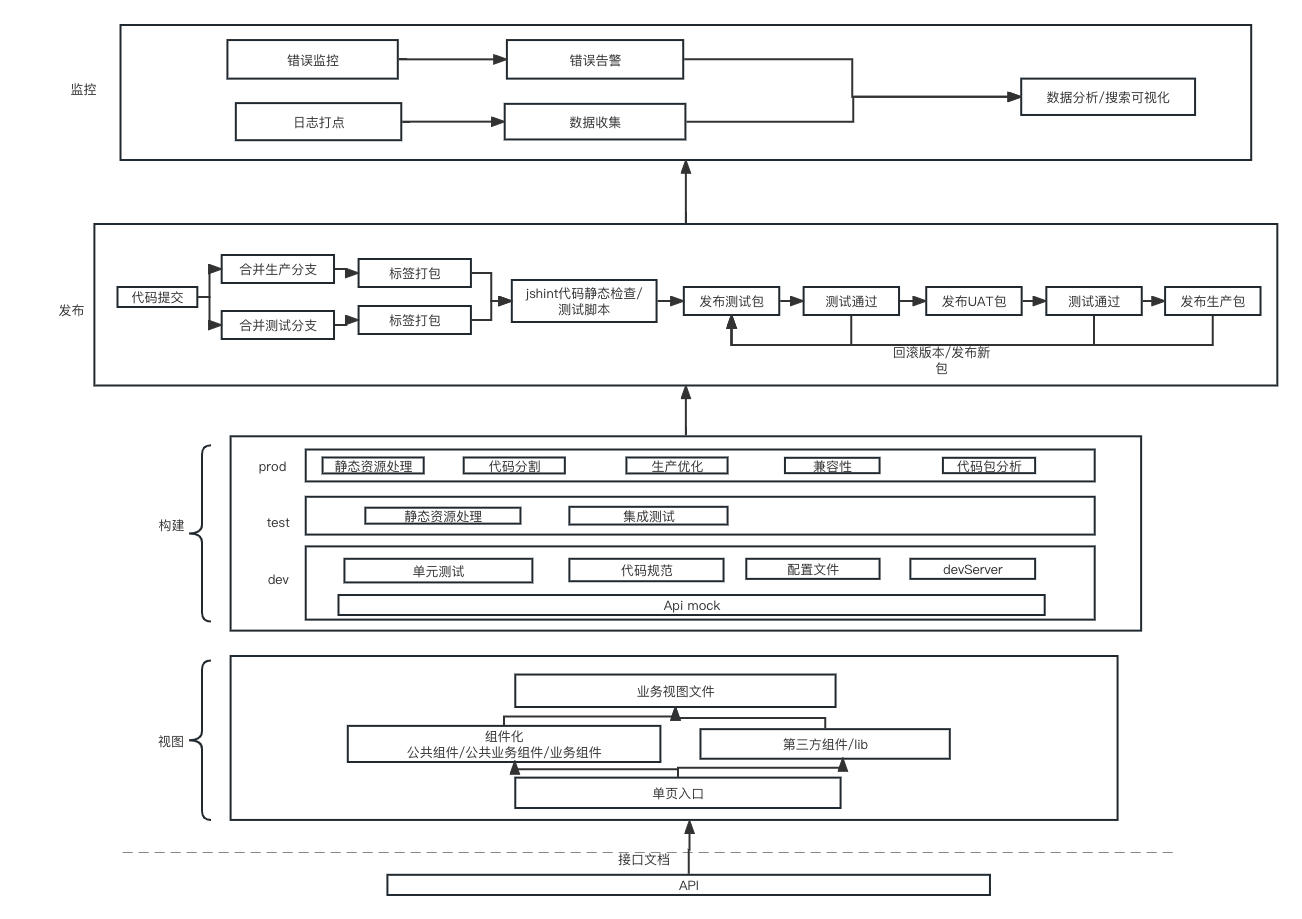 监控
错误监控
错误告警
日志打点
数据收集
数据分析/搜索可视化
发布
代码提交
合并生产分支
标签打包
合并测试分支
标签打包
jshint代码静态检查/
测试脚本
发布测试包
测试通过
发布UAT包
测试通过
发布生产包
回滚版本/发布新
包
构建
prod
静态资源处理
代码分割
生产优化
兼容性
代码包分析
test
静态资源处理
集成测试
dev
单元测试
代码规范
配置文件
devServer
Api mock
视图
业务视图文件
组件化
公共组件/公共业务组件/业务组件
第三方组件/lib
单页入口
接口文档
API